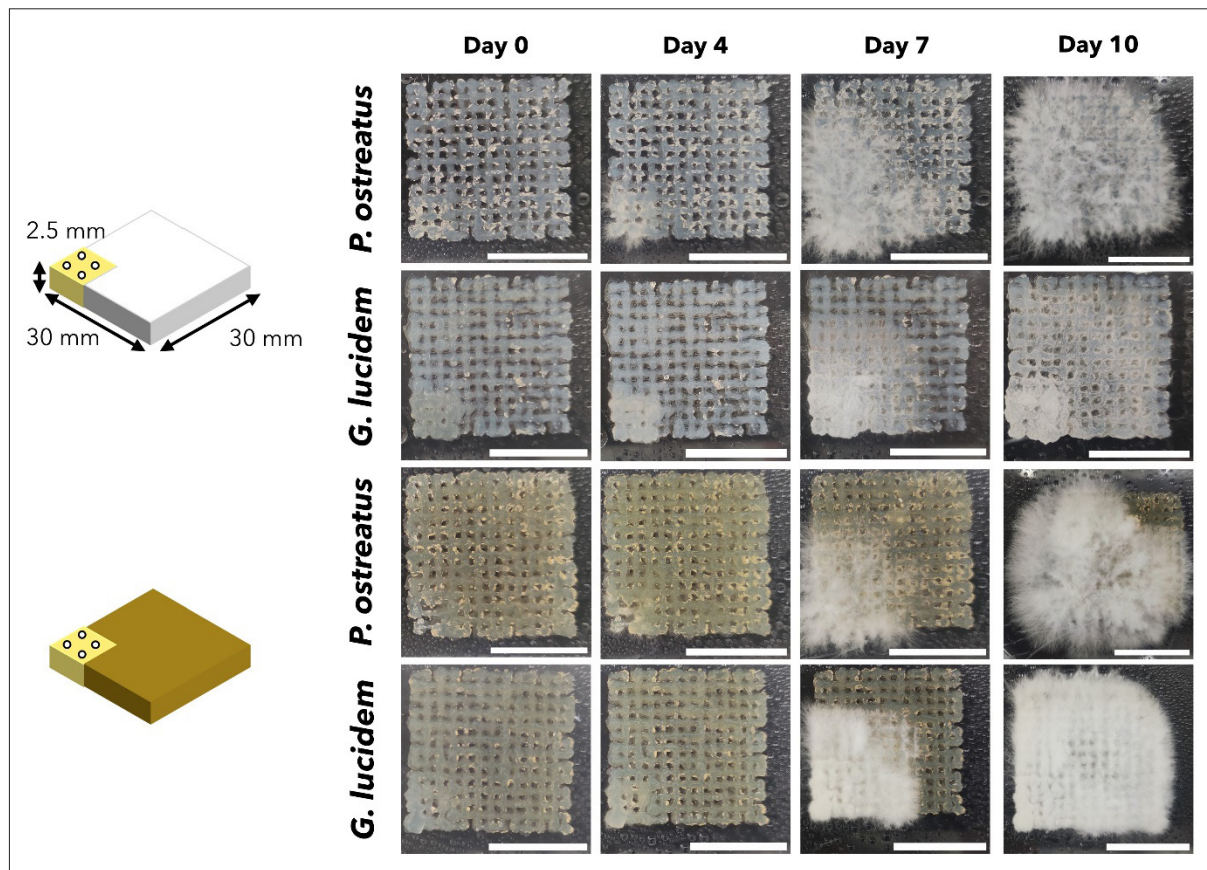 Day 0 Day 4 Day 7 Day 10
P. ostreatus
G. lucidem
P. ostreatus
G. lucidem
2.5 mm
30 mm 30 mm